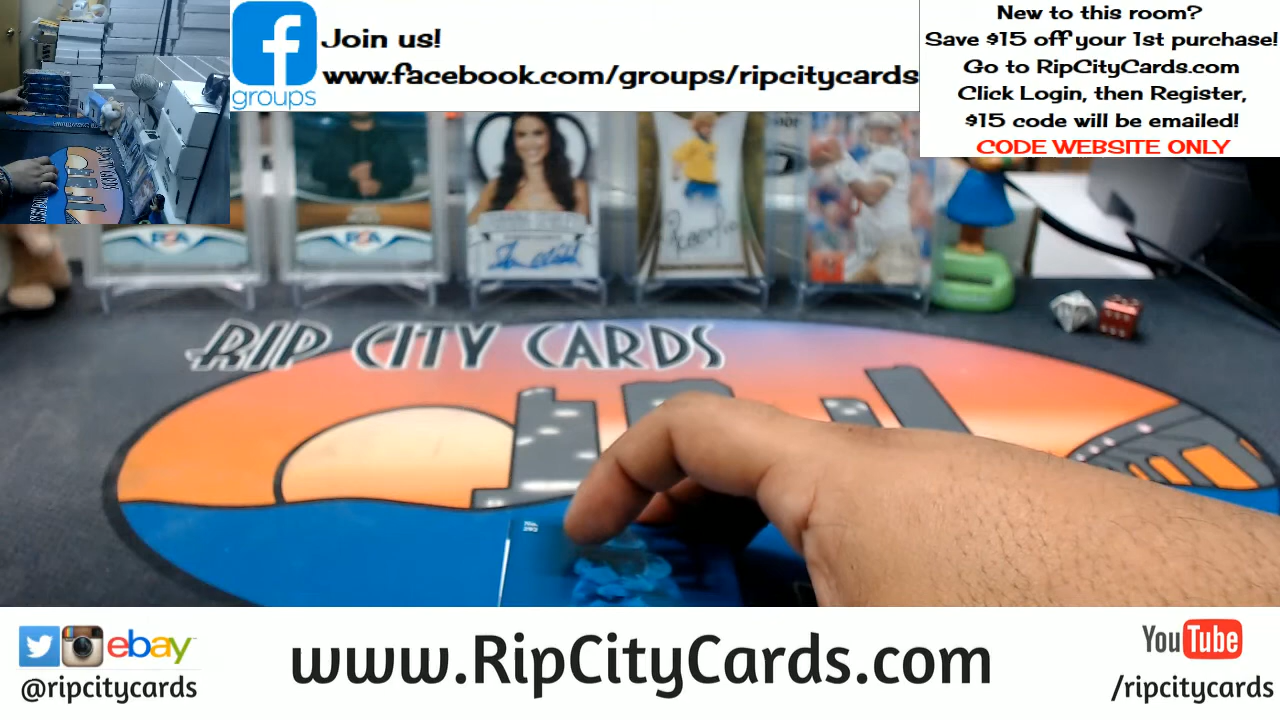 Join us!
www.facebook.com/groups/ripcitycards
groups
New to this room?
Save $15 off your 1st purchase!
Go to RipCityCards.com
Click Login, then Register,
$15 code will be emailed!
CODE WEBSITE ONLY
RIP CITY CARDS
ebay
@ripcitycards
www.RipCityCards.com
YouTube
/ripcitycards